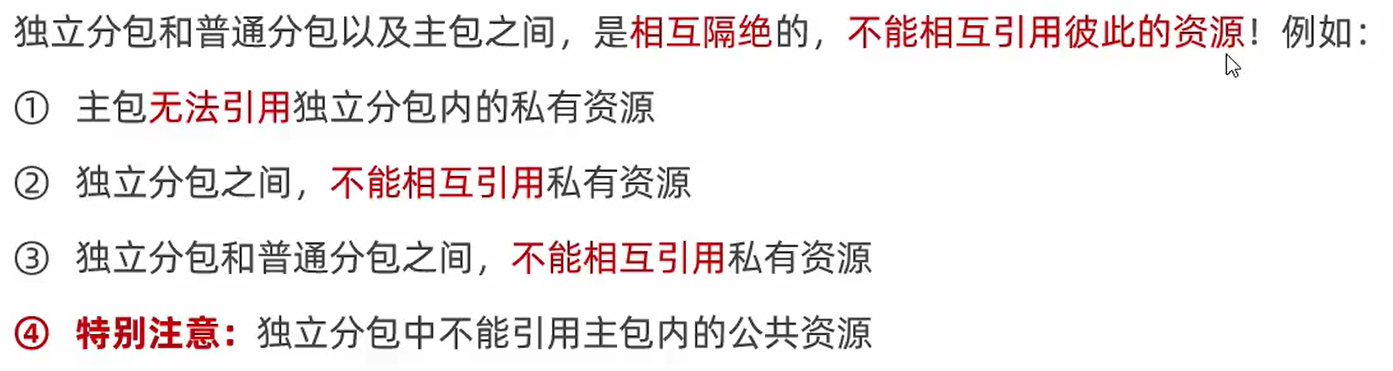 独立分包和普通分包以及主包之间，是相互隔绝的，不能相互引用彼此的资源！例如：
① 主包无法引用独立分包内的私有资源
② 独立分包之间，不能相互引用私有资源
③ 独立分包和普通分包之间，不能相互引用私有资源
④ 特别注意：独立分包中不能引用主包内的公共资源